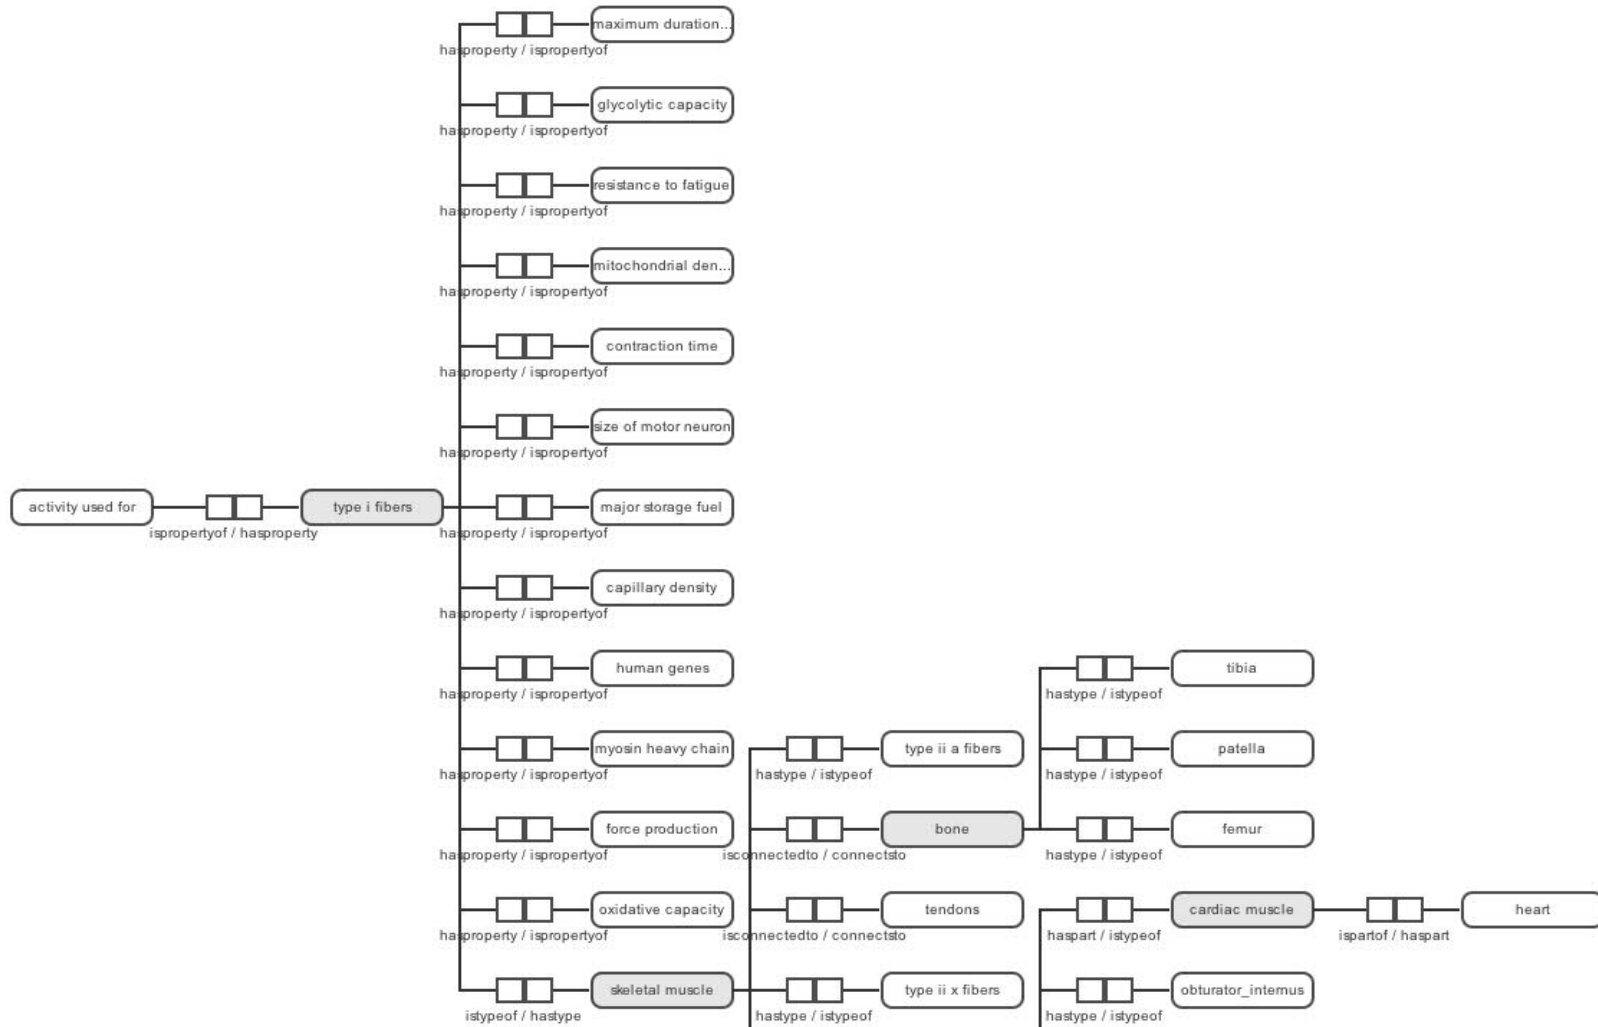 maximum duration...
hasproperty / ispropertyof
glycolytic capacity
hasproperty / ispropertyof
resistance to fatigue
hasproperty / ispropertyof
mitochondrial den...
hasproperty / ispropertyof
contraction time
hasproperty / ispropertyof
size of motor neuron
hasproperty / ispropertyof
activity used for
type i fibers
major storage fuel
ispropertyof / hasproperty
hasproperty / ispropertyof
capillary density
hasproperty / ispropertyof
human genes
tibia
hasproperty / ispropertyof
hastype / istypeof
myosin heavy chain
type ii a fibers
patella
hasproperty / ispropertyof
hastype / istypeof
hastype / istypeof
force production
bone
femur
hasproperty / ispropertyof
isconnectedto / connectsto
hastype / istypeof
oxidative capacity
tendons
cardiac muscle
heart
hasproperty / ispropertyof
isconnectedto / connectsto
haspart / istypeof
ispartof / haspart
skeletal muscle
type ii x fibers
obturator_internus
istypeof / hastype
hastype / istypeof
hastype / istypeof